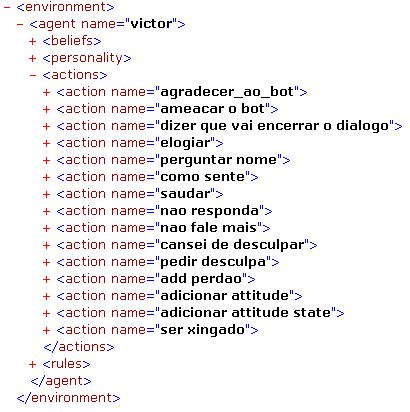 - <environment>
- <agent name="victor">
+ <beliefs>
+ <personality>
- <actions>
+ <action name="agradecer_ao_bot">
+ <action name="ameacar o bot">
+ <action name="dizer que vai encerrar o dialogo">
+ <action name="elogiar">
+ <action name="perguntar nome">
+ <action name="como sente">
+ <action name="saudar">
+ <action name="nao responda">
+ <action name="nao fale mais">
+ <action name="cansei de desculpar">
+ <action name="pedir desculpa">
+ <action name="add perdao">
+ <action name="adicionar attitude">
+ <action name="adicionar attitude state">
+ <action name="ser xingado">
</actions>
+ <rules>
</agent>
</environment>